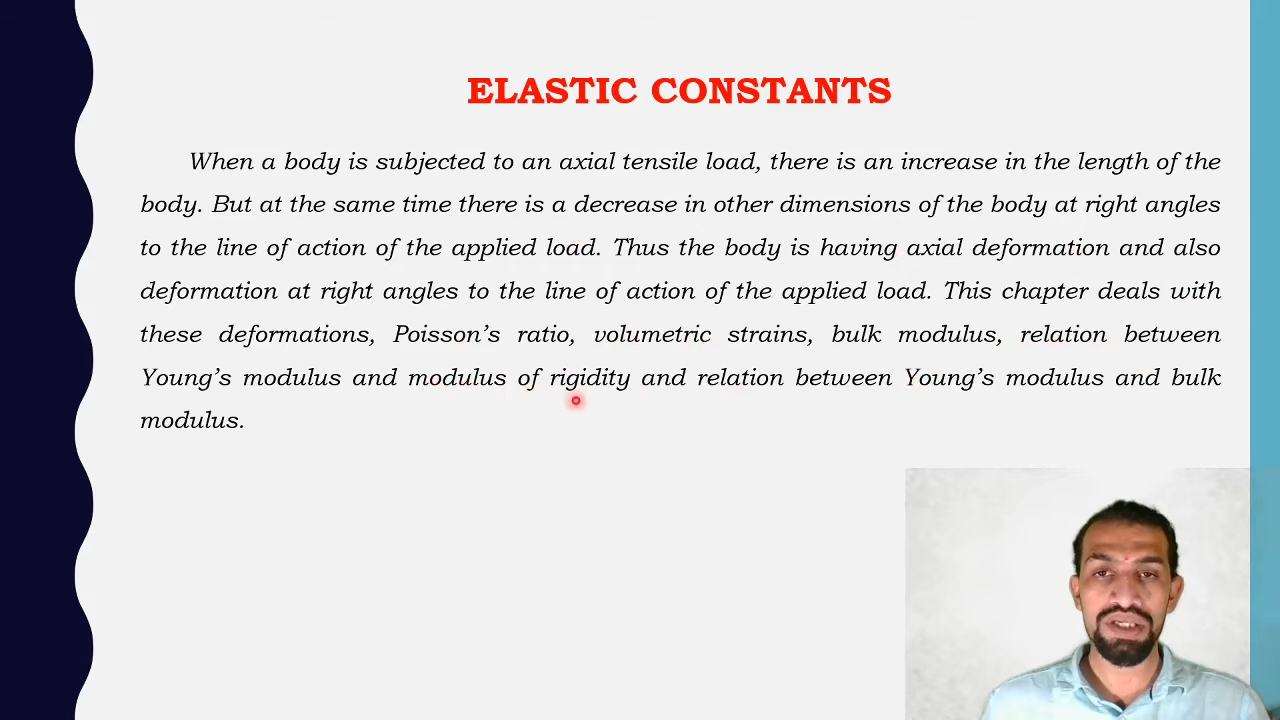 ELASTIC CONSTANTS
When a body is subjected to an axial tensile load, there is an increase in the length of the
body. But at the same time there is a decrease in other dimensions of the body at right angles
to the line of action of the applied load. Thus the body is having axial deformation and also
deformation at right angles to the line of action of the applied load. This chapter deals with
these deformations, Poisson’s ratio, volumetric strains, bulk modulus, relation between
Young’s modulus and modulus of rigidity and relation between Young’s modulus and bulk
modulus.